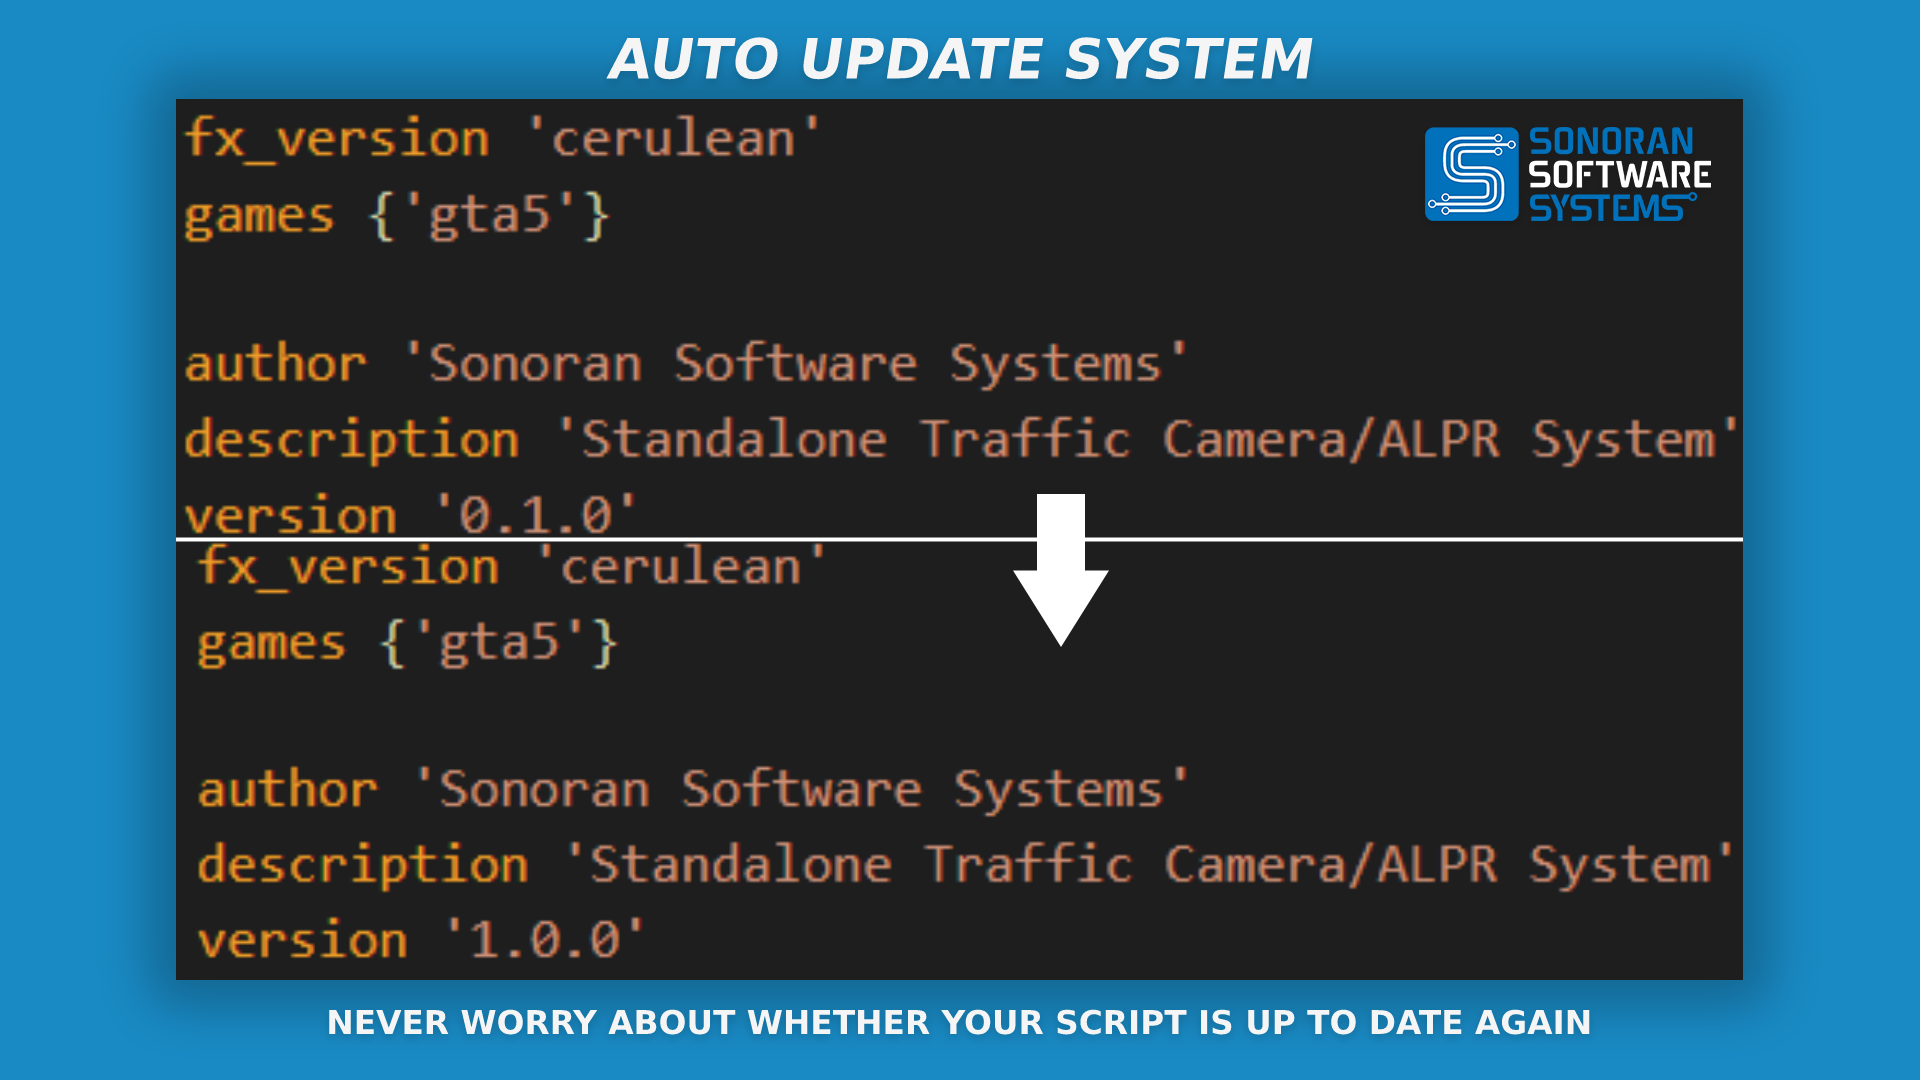 AUTO UPDATE SYSTEM
fx_version 'cerulean'
games {'gta5'}
SONORAN
SOFTWARE
SYSTEMS
author 'Sonoran Software Systems'
description 'Standalone Traffic Camera/ALPR System'
version '0.1.0'
fx_version 'cerulean'
games {'gta5'}
author 'Sonoran Software Systems'
description 'Standalone Traffic Camera/ALPR System'
version '1.0.0'
NEVER WORRY ABOUT WHETHER YOUR SCRIPT IS UP TO DATE AGAIN